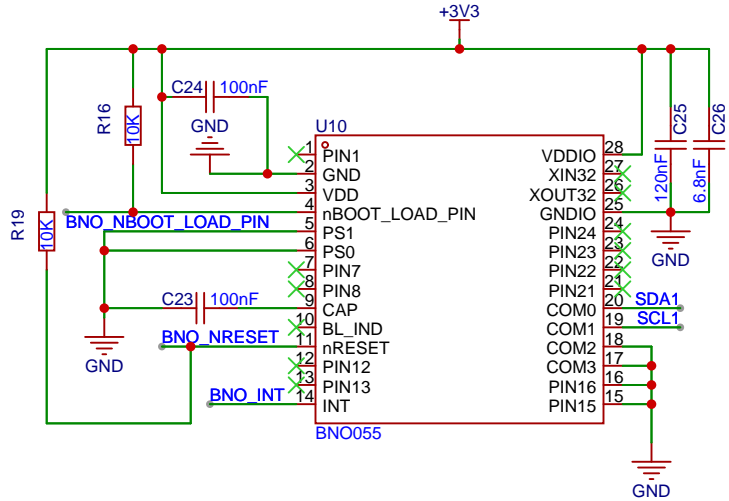 +3V3
C24 100nF
R16
10K
GND
C25
120nF
C26
6.8nF
U10
1 PIN1
2 GND
3 VDD
4 nBOOT_LOAD_PIN
5 PS1
6 PS0
7 PIN7
8 PIN8
9 CAP
10 BL_IND
11 nRESET
12 PIN12
13 PIN13
14 INT
VDDIO 28
XIN32 27
XOUT32 26
GNDIO 25
PIN24 24
PIN23 23
PIN22 22
PIN21 21
COM0 20
COM1 19
COM2 18
COM3 17
PIN16 16
PIN15 15
BNO055
R19
10K
BNO_NBOOT_LOAD_PIN
C23 100nF
GND
BNO_NRESET
BNO_INT
GND
SDA1
SCL1
GND